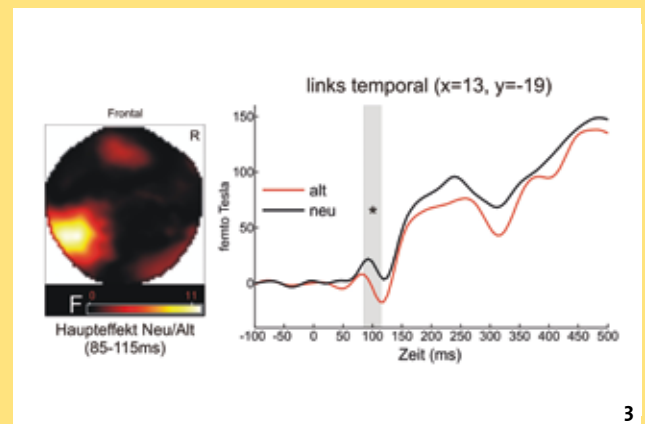 links temporal (x=13, y=-19)
Frontal
R
F
0
11
Haupteffekt Neu/Alt
(85-115ms)
femto Tesla
150
100
50
0
alt
neu
*
-100 -50 0 50 100 150 200 250 300 350 400 450 500
Zeit (ms)
3